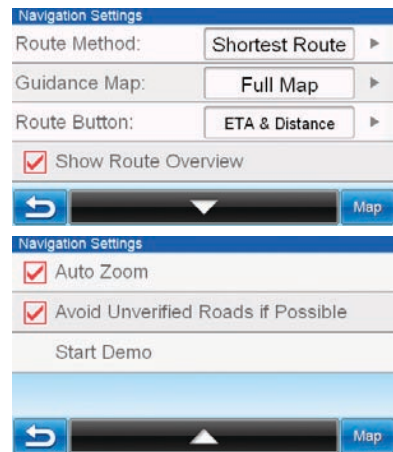 Navigation Settings
Route Method: Shortest Route
Guidance Map: Full Map
Route Button: ETA & Distance
Show Route Overview
Map
Navigation Settings
Auto Zoom
Avoid Unverified Roads if Possible
Start Demo
Map